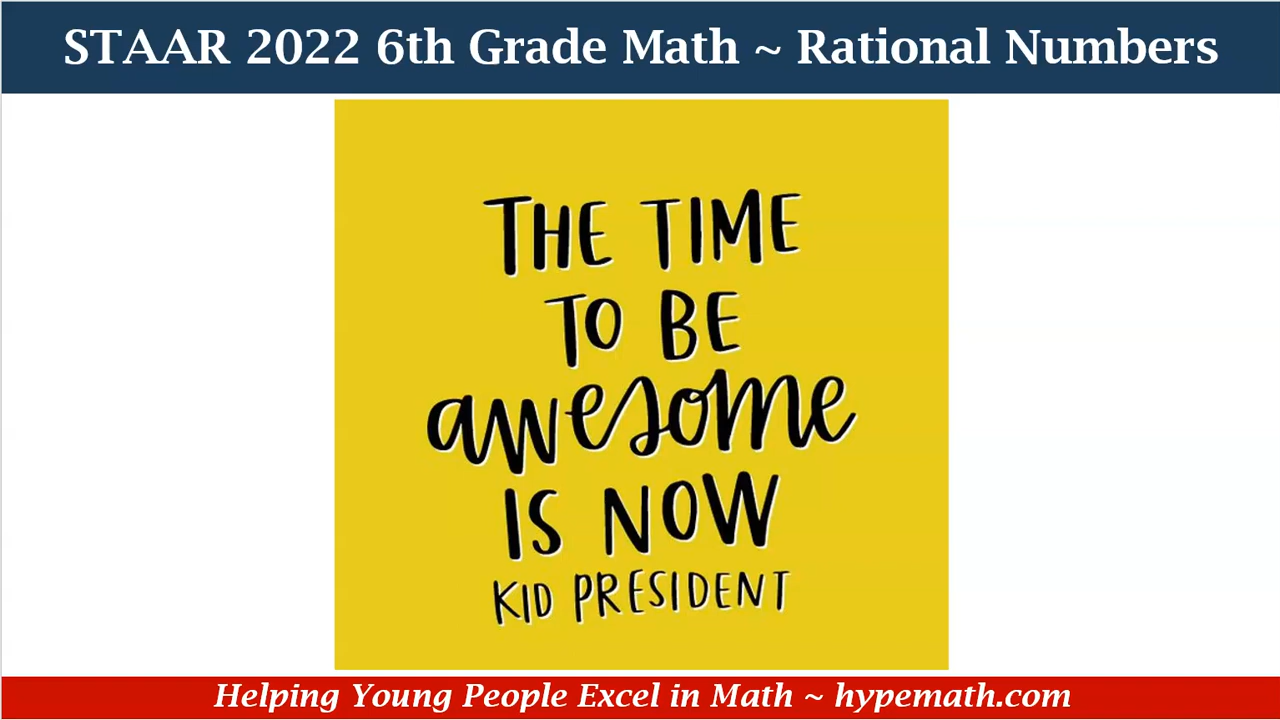 STAAR 2022 6th Grade Math ~ Rational Numbers
THE TIME
TO BE
awesome
IS NOW
KID PRESIDENT
Helping Young People Excel in Math ~ hypemath.com